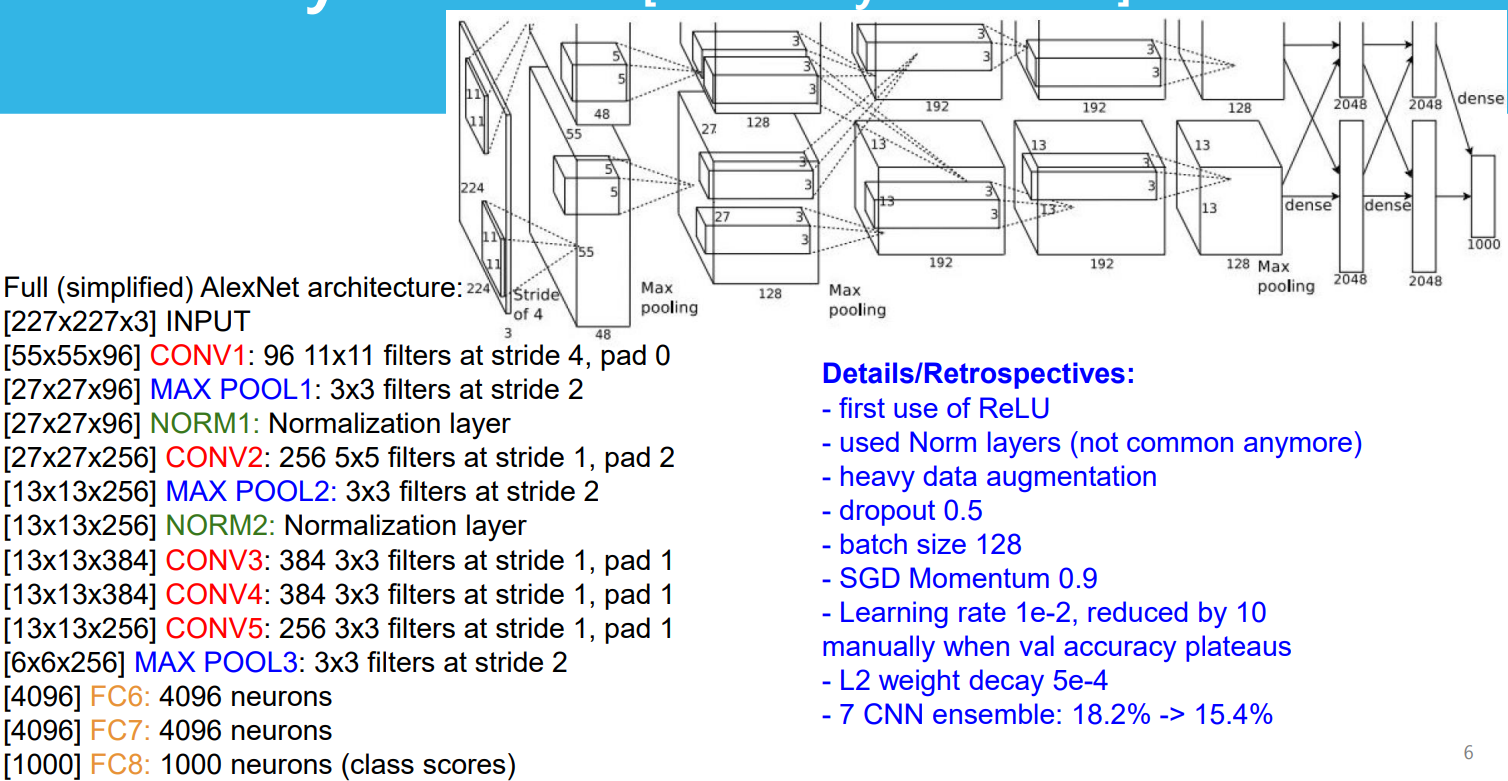 11
11
5
5
48
3
3
3
3
128
3
3
192
3
3
192
128
2048
2048
dense
55
27
13
13
13
224
5
5
3
3
3
3
27
3
3
13
3
3
13
13
11
11
55
dense
dense
1000
224
Stride
of 4
3
48
Max
pooling
128
Max
pooling
192
192
128
Max
pooling
2048
2048
Full (simplified) AlexNet architecture:
[227x227x3] INPUT
[55x55x96] CONV1: 96 11x11 filters at stride 4, pad 0
[27x27x96] MAX POOL1: 3x3 filters at stride 2
[27x27x96] NORM1: Normalization layer
[27x27x256] CONV2: 256 5x5 filters at stride 1, pad 2
[13x13x256] MAX POOL2: 3x3 filters at stride 2
[13x13x256] NORM2: Normalization layer
[13x13x384] CONV3: 384 3x3 filters at stride 1, pad 1
[13x13x384] CONV4: 384 3x3 filters at stride 1, pad 1
[13x13x256] CONV5: 256 3x3 filters at stride 1, pad 1
[6x6x256] MAX POOL3: 3x3 filters at stride 2
[4096] FC6: 4096 neurons
[4096] FC7: 4096 neurons
[1000] FC8: 1000 neurons (class scores)
Details/Retrospectives:
- first use of ReLU
- used Norm layers (not common anymore)
- heavy data augmentation
- dropout 0.5
- batch size 128
- SGD Momentum 0.9
- Learning rate 1e-2, reduced by 10
manually when val accuracy plateaus
- L2 weight decay 5e-4
- 7 CNN ensemble: 18.2% -> 15.4%
6